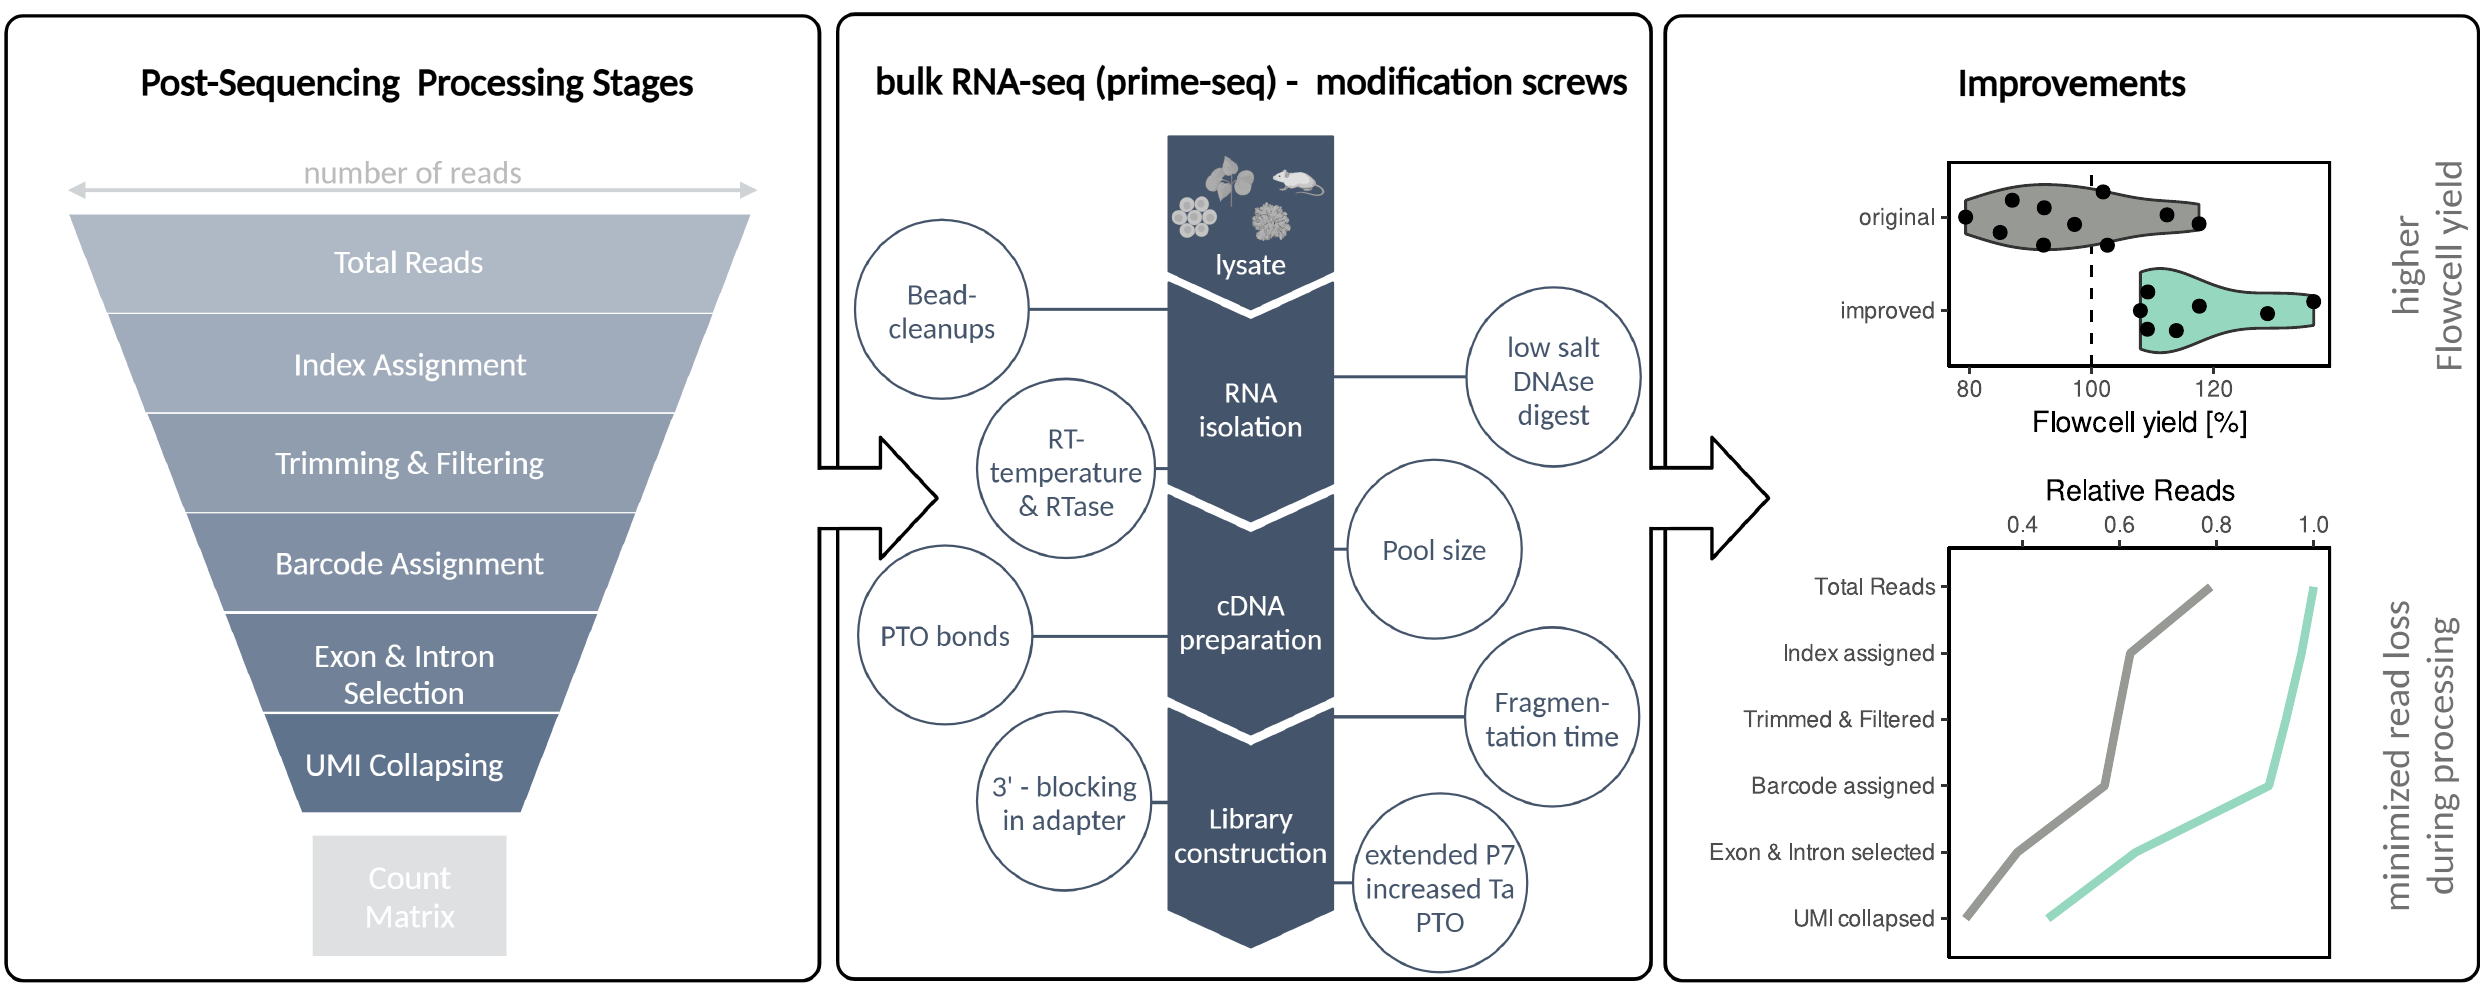 Post-Sequencing Processing Stages
number of reads
Total Reads
Index Assignment
Trimming & Filtering
Barcode Assignment
Exon & Intron
Selection
UMI Collapsing
Count
Matrix
bulk RNA-seq (prime-seq) - modification screws
lysate
Bead-
cleanups
RNA
isolation
low salt
DNAse
digest
RT-
temperature
& RTase
Pool size
cDNA
preparation
PTO bonds
Fragmen-
tation time
3' - blocking
in adapter
Library
construction
extended P7
increased Ta
PTO
Improvements
original
improved
80 100 120
Flowcell yield [%]
higher
Flowcell yield
Relative Reads
0.4 0.6 0.8 1.0
Total Reads
Index assigned
Trimmed & Filtered
Barcode assigned
Exon & Intron selected
UMI collapsed
minimized read loss
during processing